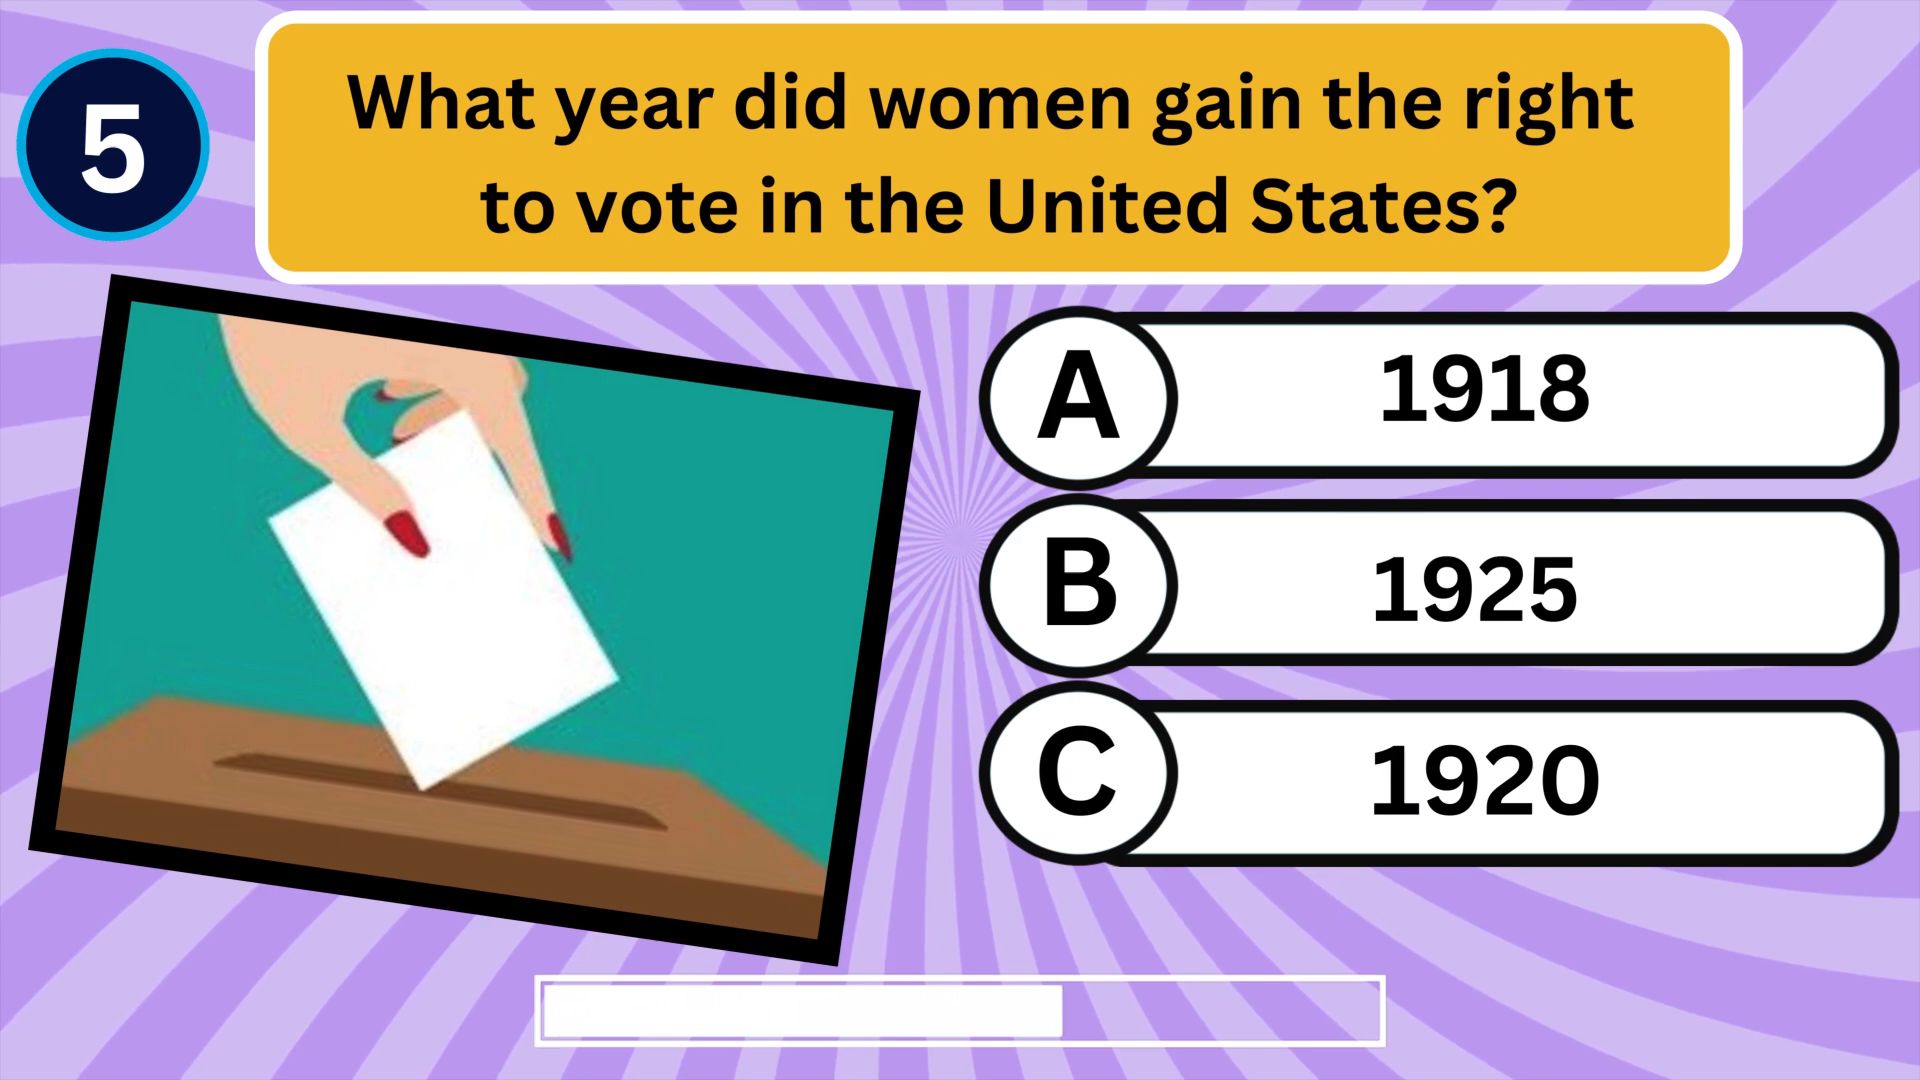 5
What year did women gain the right
to vote in the United States?
A 1918
B 1925
C 1920